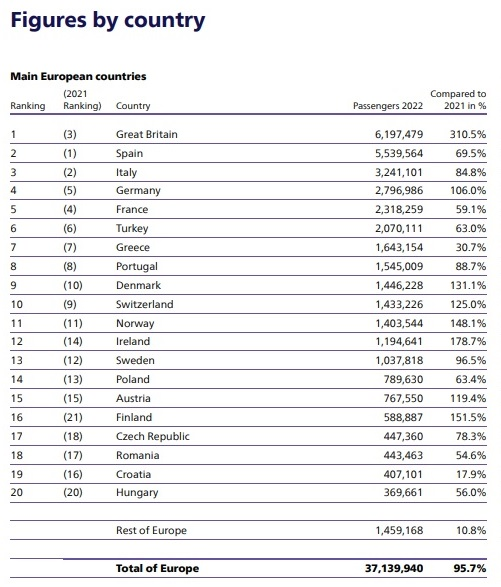 Figures by country
Main European countries
Ranking (2021 Ranking) Country Passengers 2022 Compared to 2021 in %
1 (3) Great Britain 6,197,479 310.5%
2 (1) Spain 5,539,564 69.5%
3 (2) Italy 3,241,101 84.8%
4 (5) Germany 2,796,986 106.0%
5 (4) France 2,318,259 59.1%
6 (6) Turkey 2,070,111 63.0%
7 (7) Greece 1,643,154 30.7%
8 (8) Portugal 1,545,009 88.7%
9 (10) Denmark 1,446,228 131.1%
10 (9) Switzerland 1,433,226 125.0%
11 (11) Norway 1,403,544 148.1%
12 (14) Ireland 1,194,641 178.7%
13 (12) Sweden 1,037,818 96.5%
14 (13) Poland 789,630 63.4%
15 (15) Austria 767,550 119.4%
16 (21) Finland 588,887 151.5%
17 (18) Czech Republic 447,360 78.3%
18 (17) Romania 443,463 54.6%
19 (16) Croatia 407,101 17.9%
20 (20) Hungary 369,661 56.0%
Rest of Europe 1,459,168 10.8%
Total of Europe 37,139,940 95.7%